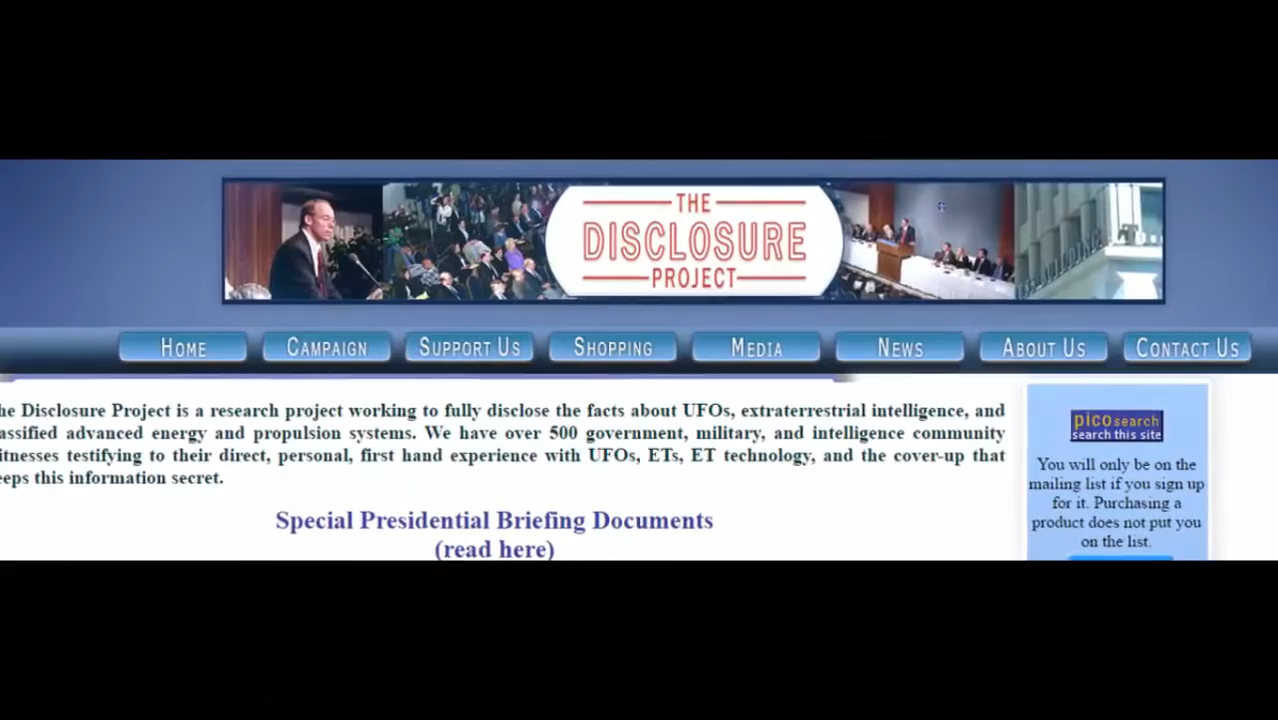 THE
DISCLOSURE
PROJECT
HOME
CAMPAIGN
SUPPORT US
SHOPPING
MEDIA
NEWS
ABOUT US
CONTACT US
he Disclosure Project is a research project working to fully disclose the facts about UFOs, extraterrestrial intelligence, and
assified advanced energy and propulsion systems. We have over 500 government, military, and intelligence community
itnesses testifying to their direct, personal, first hand experience with UFOs, ETs, ET technology, and the cover-up that
eeps this information secret.
Special Presidential Briefing Documents
(read here)
pico search
search this site
You will only be on the
mailing list if you sign up
for it. Purchasing a
product does not put you
on the list.